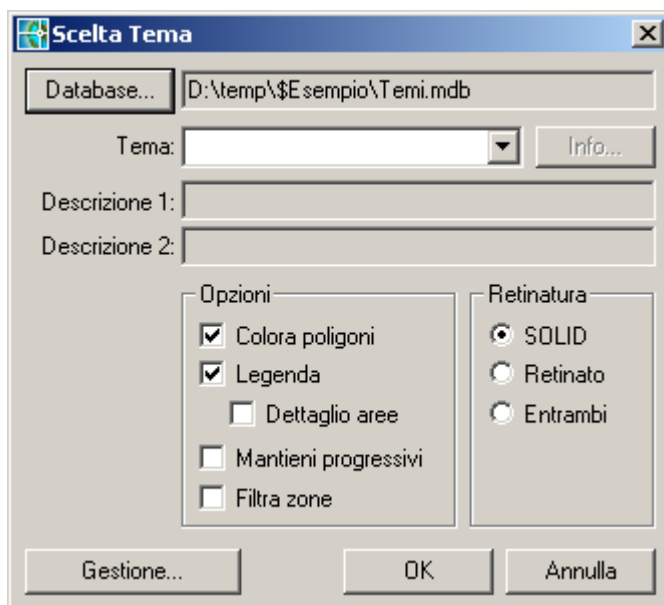 Scelta Tema
Database... D:\temp\$Esempio\Temi.mdb
Tema: Info...
Descrizione 1:
Descrizione 2:
Opzioni
Colora poligoni
Legenda
Dettaglio aree
Mantieni progressivi
Filtra zone
Retinatura
SOLID
Retinato
Entrambi
Gestione... OK Annulla